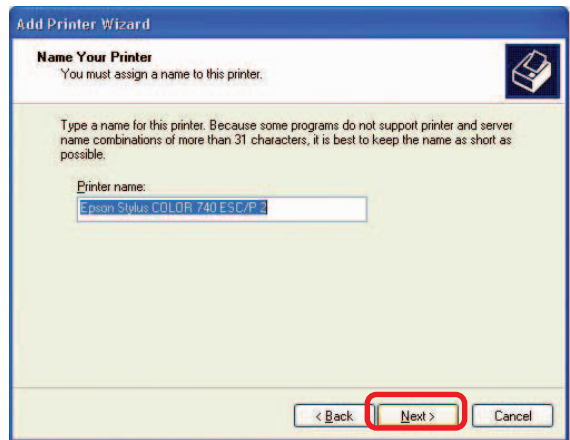 Add Printer Wizard
Name Your Printer
You must assign a name to this printer.
Type a name for this printer. Because some programs do not support printer and server
name combinations of more than 31 characters, it is best to keep the name as short as
possible.
Printer name:
Epson Stylus COLOR 740 ESC/P 2
< Back Next > Cancel